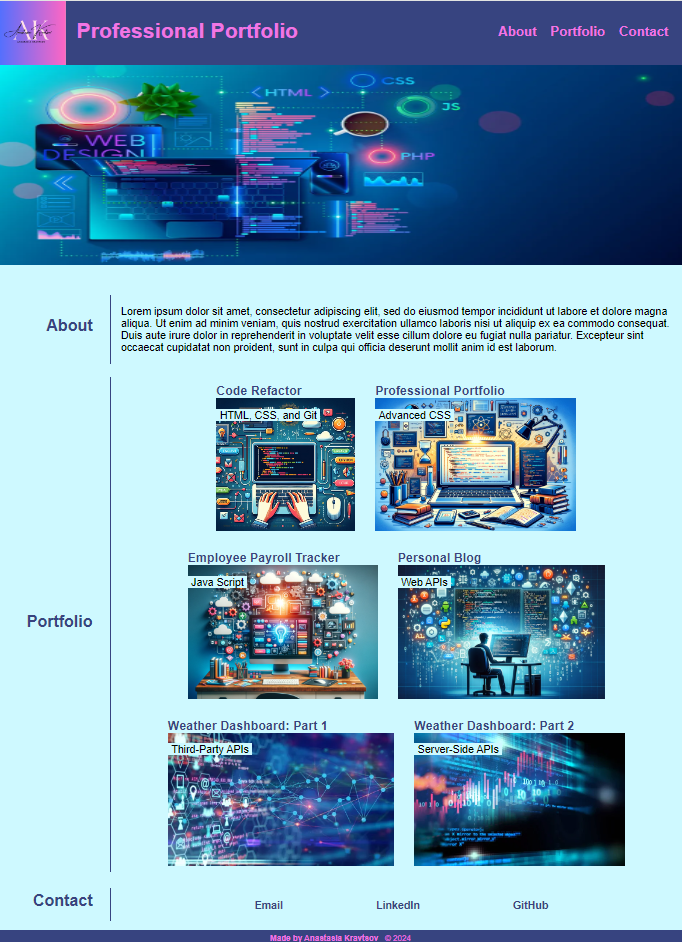 AK
Professional Portfolio
About Portfolio Contact
HTML
CSS
JS
WEB
DESIGN
PHP
About
Lorem ipsum dolor sit amet, consectetur adipiscing elit, sed do eiusmod tempor incididunt ut labore et dolore magna
aliqua. Ut enim ad minim veniam, quis nostrud exercitation ullamco laboris nisi ut aliquip ex ea commodo consequat.
Duis aute irure dolor in reprehenderit in voluptate velit esse cillum dolore eu fugiat nulla pariatur. Excepteur sint
occaecat cupidatat non proident, sunt in culpa qui officia deserunt mollit anim id est laborum.
Portfolio
Code Refactor
HTML, CSS, and Git
Professional Portfolio
Advanced CSS
Employee Payroll Tracker
Java Script
Personal Blog
Web APIs
Weather Dashboard: Part 1
Third-Party APIs
Weather Dashboard: Part 2
Server-Side APIs
Contact
Email LinkedIn GitHub
Made by Anastasia Kravtsov © 2024